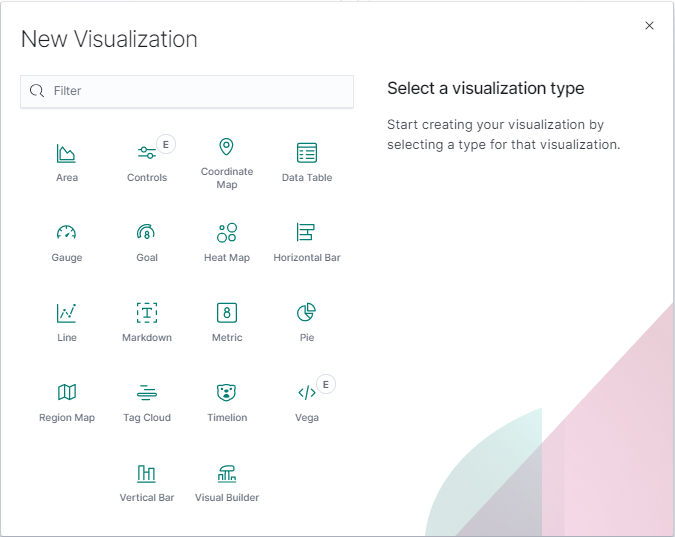 New Visualization
Filter
Select a visualization type
Start creating your visualization by
selecting a type for that visualization.
E
Area
Controls
Coordinate
Map
Data Table
8
Gauge
Goal
Heat Map
Horizontal Bar
T
8
Line
Markdown
Metric
Pie
E
Region Map
Tag Cloud
Timelion
Vega
Vertical Bar
Visual Builder